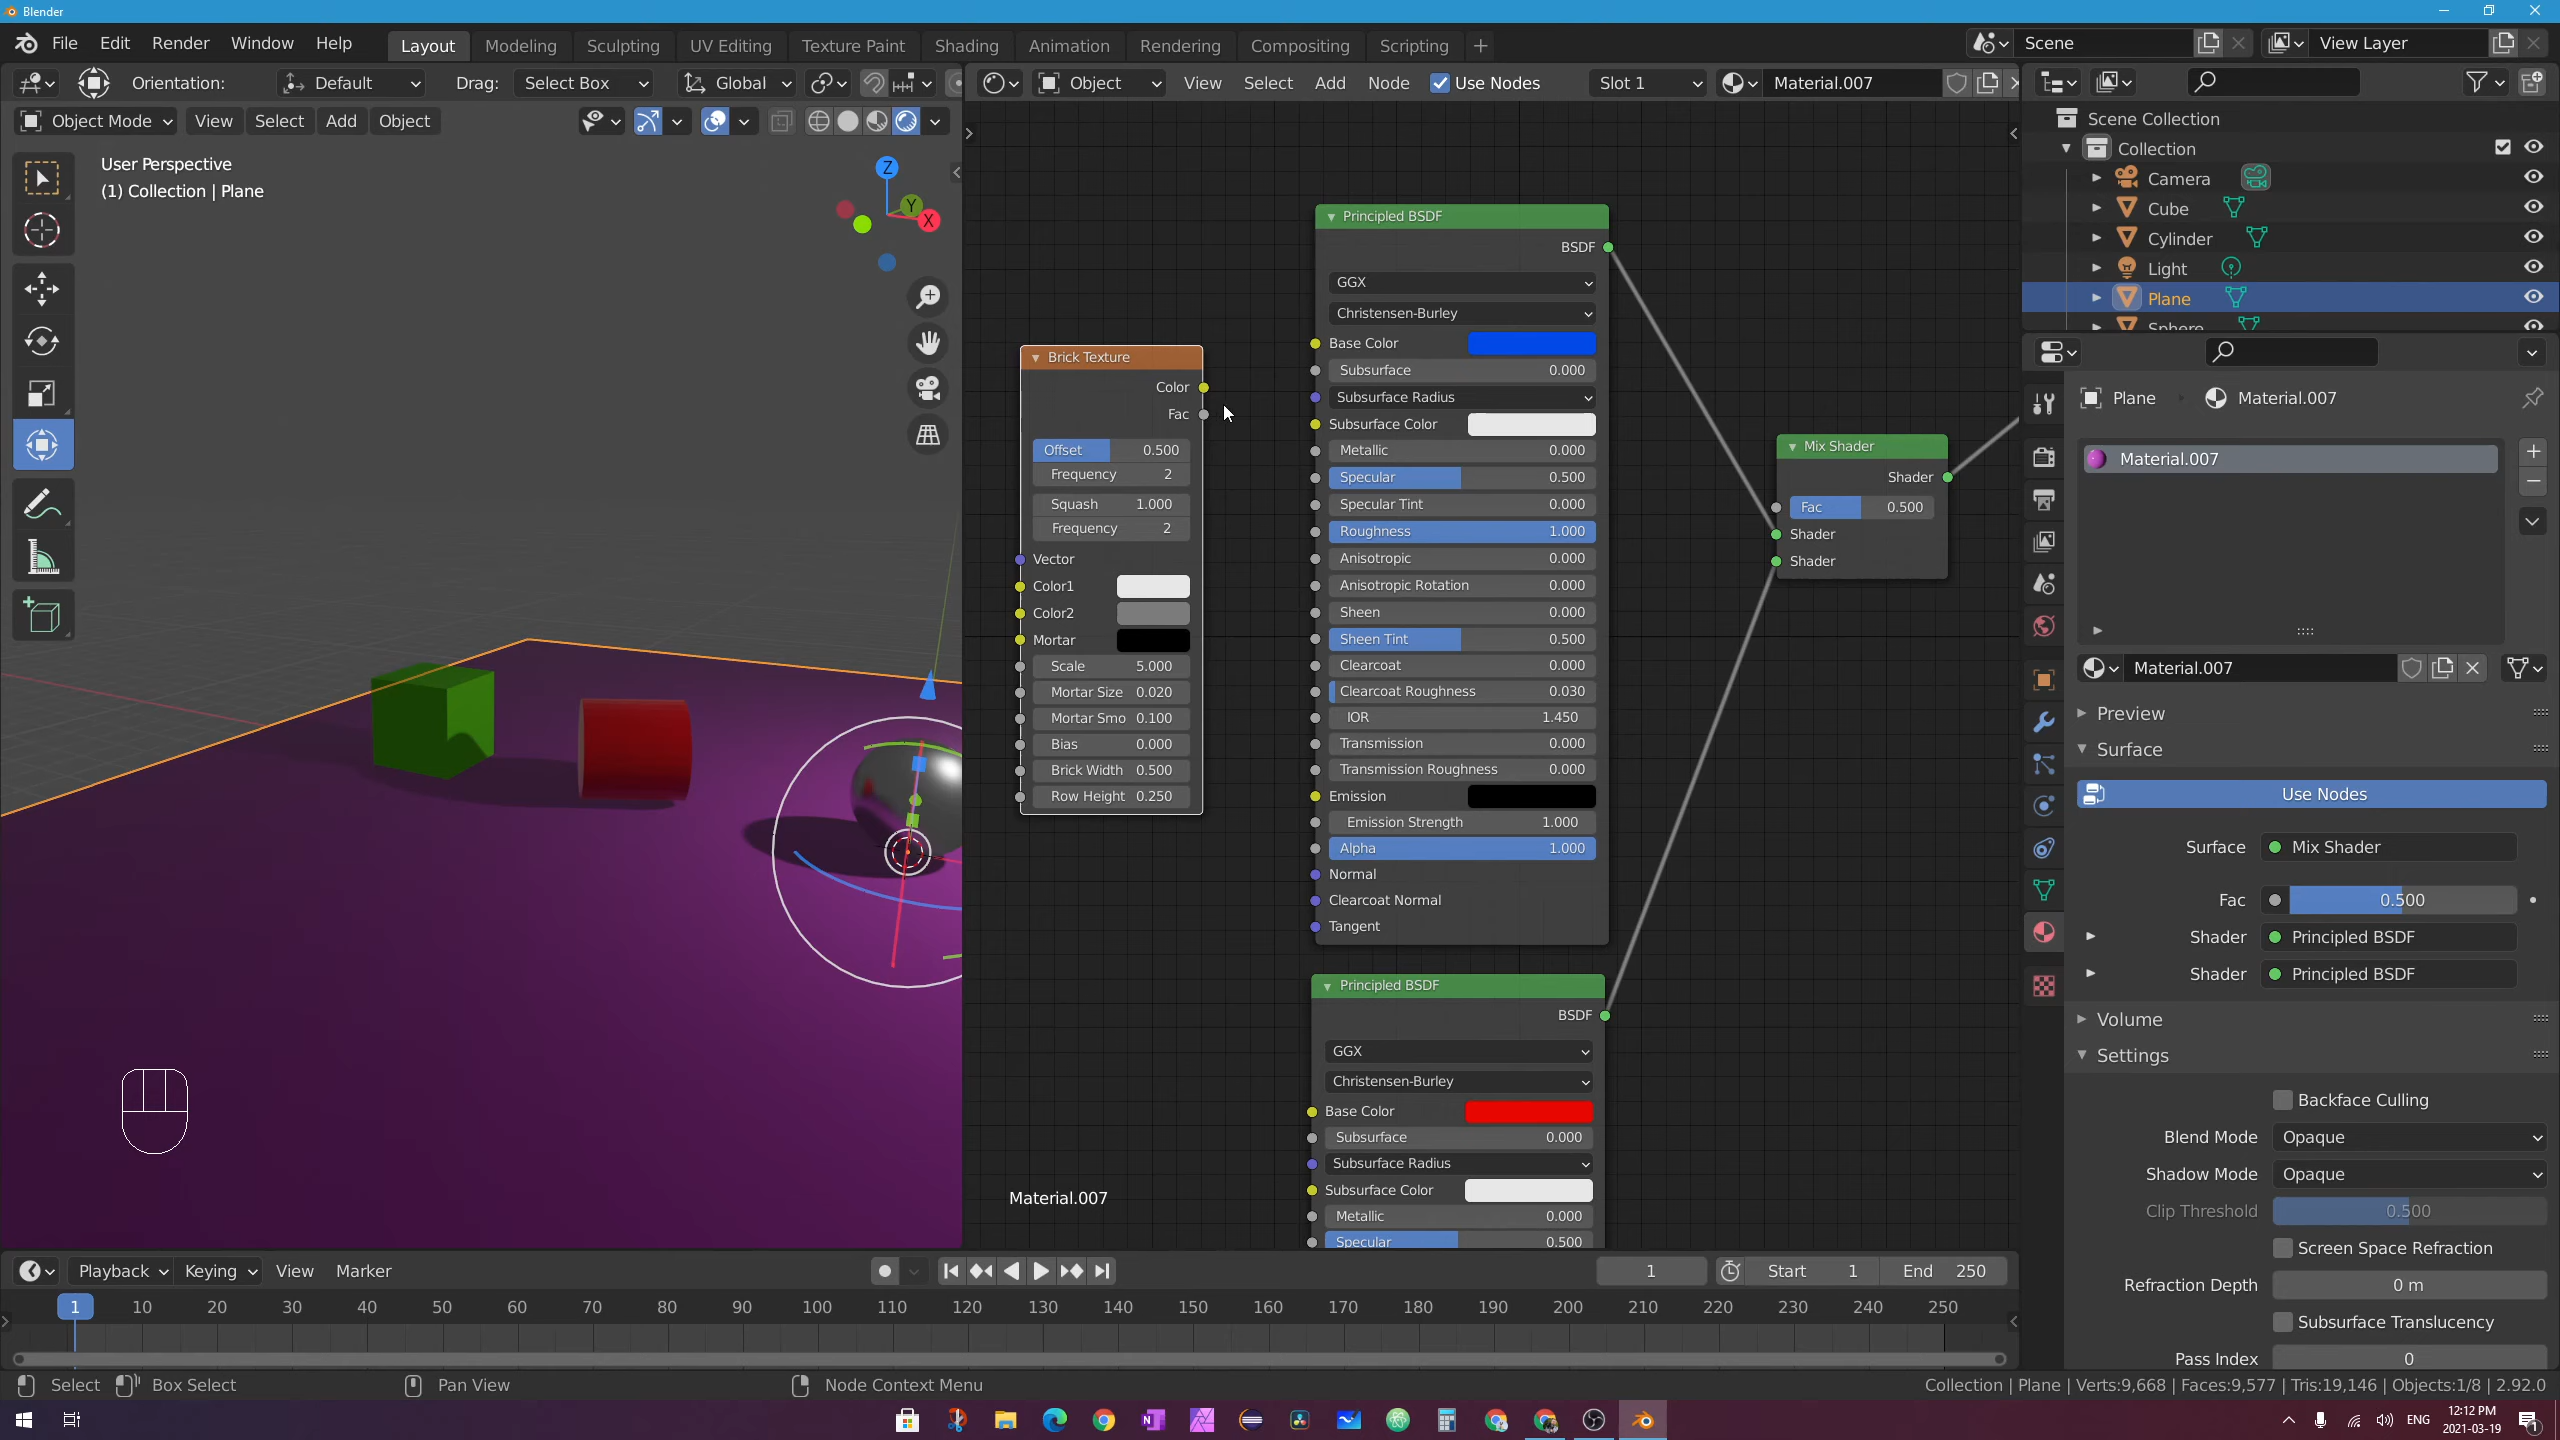 Blender
File Edit Render Window Help Layout Modeling Sculpting UV Editing Texture Paint Shading Animation Rendering Compositing Scripting + Scene View Layer
Orientation: Default Drag: Select Box Global
Object View Select Add Node Use Nodes Slot 1 Material.007
Object Mode View Select Add Object
User Perspective
(1) Collection | Plane
Z
Y
X
Brick Texture
Color
Fac
Offset 0.500
Frequency 2
Squash 1.000
Frequency 2
Vector
Color1
Color2
Mortar
Scale 5.000
Mortar Size 0.020
Mortar Smo 0.100
Bias 0.000
Brick Width 0.500
Row Height 0.250
Principled BSDF
BSDF
GGX
Christensen-Burley
Base Color
Subsurface 0.000
Subsurface Radius
Subsurface Color
Metallic 0.000
Specular 0.500
Specular Tint 0.000
Roughness 1.000
Anisotropic 0.000
Anisotropic Rotation 0.000
Sheen 0.000
Sheen Tint 0.500
Clearcoat 0.000
Clearcoat Roughness 0.030
IOR 1.450
Transmission 0.000
Transmission Roughness 0.000
Emission
Emission Strength 1.000
Alpha 1.000
Normal
Clearcoat Normal
Tangent
Principled BSDF
BSDF
GGX
Christensen-Burley
Base Color
Subsurface 0.000
Subsurface Radius
Subsurface Color
Metallic 0.000
Specular 0.500
Mix Shader
Shader
Fac 0.500
Shader
Shader
Material.007
Scene Collection
Collection
Camera
Cube
Cylinder
Light
Plane
Sphere
Plane Material.007
Material.007
Material.007
Preview
Surface
Use Nodes
Surface Mix Shader
Fac 0.500
Shader Principled BSDF
Shader Principled BSDF
Volume
Settings
Backface Culling
Blend Mode Opaque
Shadow Mode Opaque
Clip Threshold 0.500
Screen Space Refraction
Refraction Depth 0 m
Subsurface Translucency
Pass Index 0
Playback Keying View Marker 1 Start 1 End 250
1 10 20 30 40 50 60 70 80 90 100 110 120 130 140 150 160 170 180 190 200 210 220 230 240 250
Select Box Select Pan View Node Context Menu Collection | Plane | Verts:9,668 | Faces:9,577 | Tris:19,146 | Objects:1/8 | 2.92.0
ENG
12:12 PM
2021-03-19
1